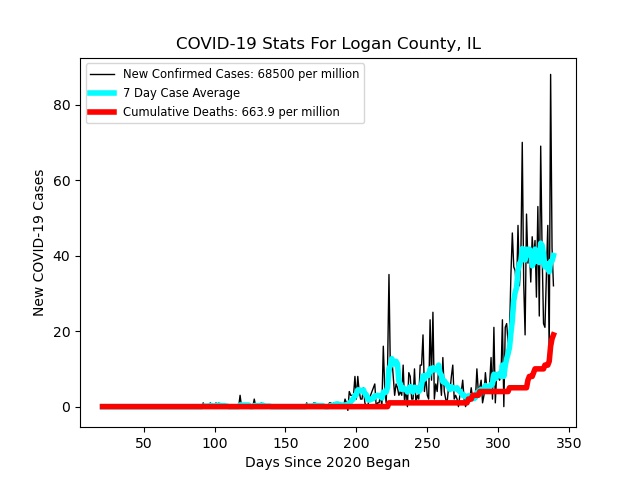 COVID-19 Stats For Logan County, IL
New Confirmed Cases: 68500 per million
7 Day Case Average
Cumulative Deaths: 663.9 per million
New COVID-19 Cases
80
60
40
20
0
50 100 150 200 250 300 350
Days Since 2020 Began